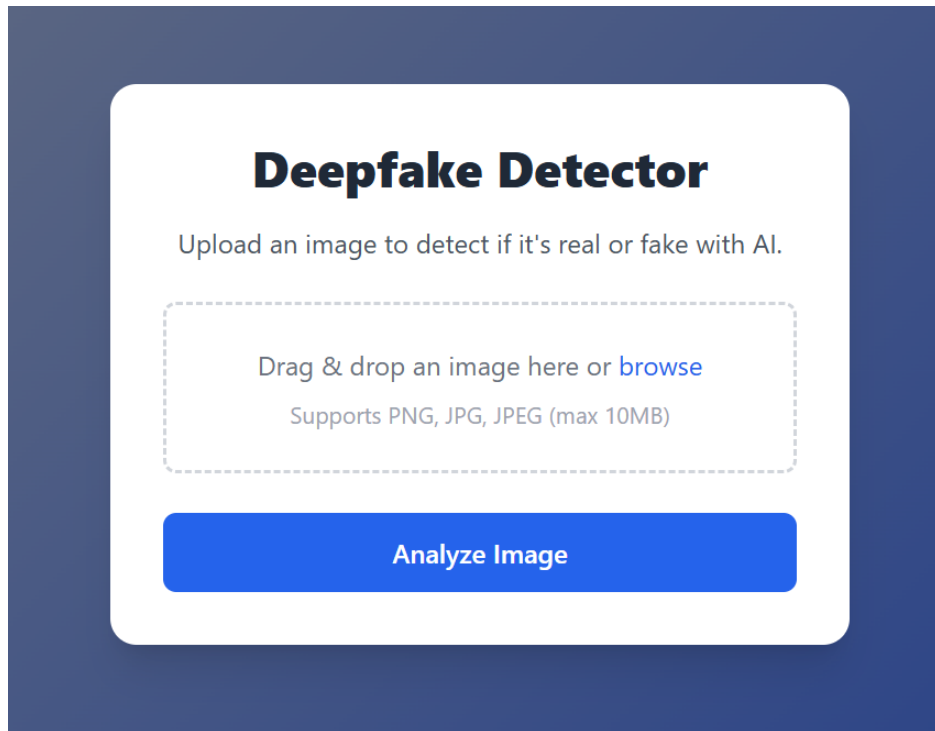 Deepfake Detector
Upload an image to detect if it's real or fake with AI.
Drag & drop an image here or browse
Supports PNG, JPG, JPEG (max 10MB)
Analyze Image